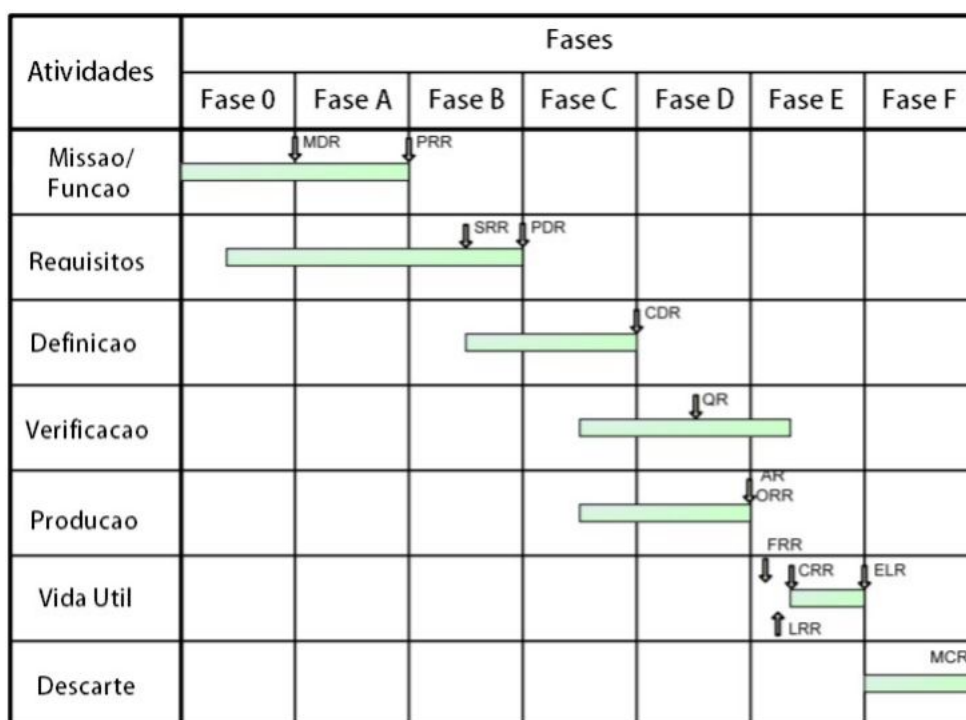 Fases
Atividades
Fase 0 Fase A Fase B Fase C Fase D Fase E Fase F
MDR PRR
Missao/
Funcao
SRR PDR
Reauisitos
CDR
Definicao
QR
Verificacao
AR
ORR
Producao
FRR
CRR ELR
Vida Util
LRR
MCR
Descarte